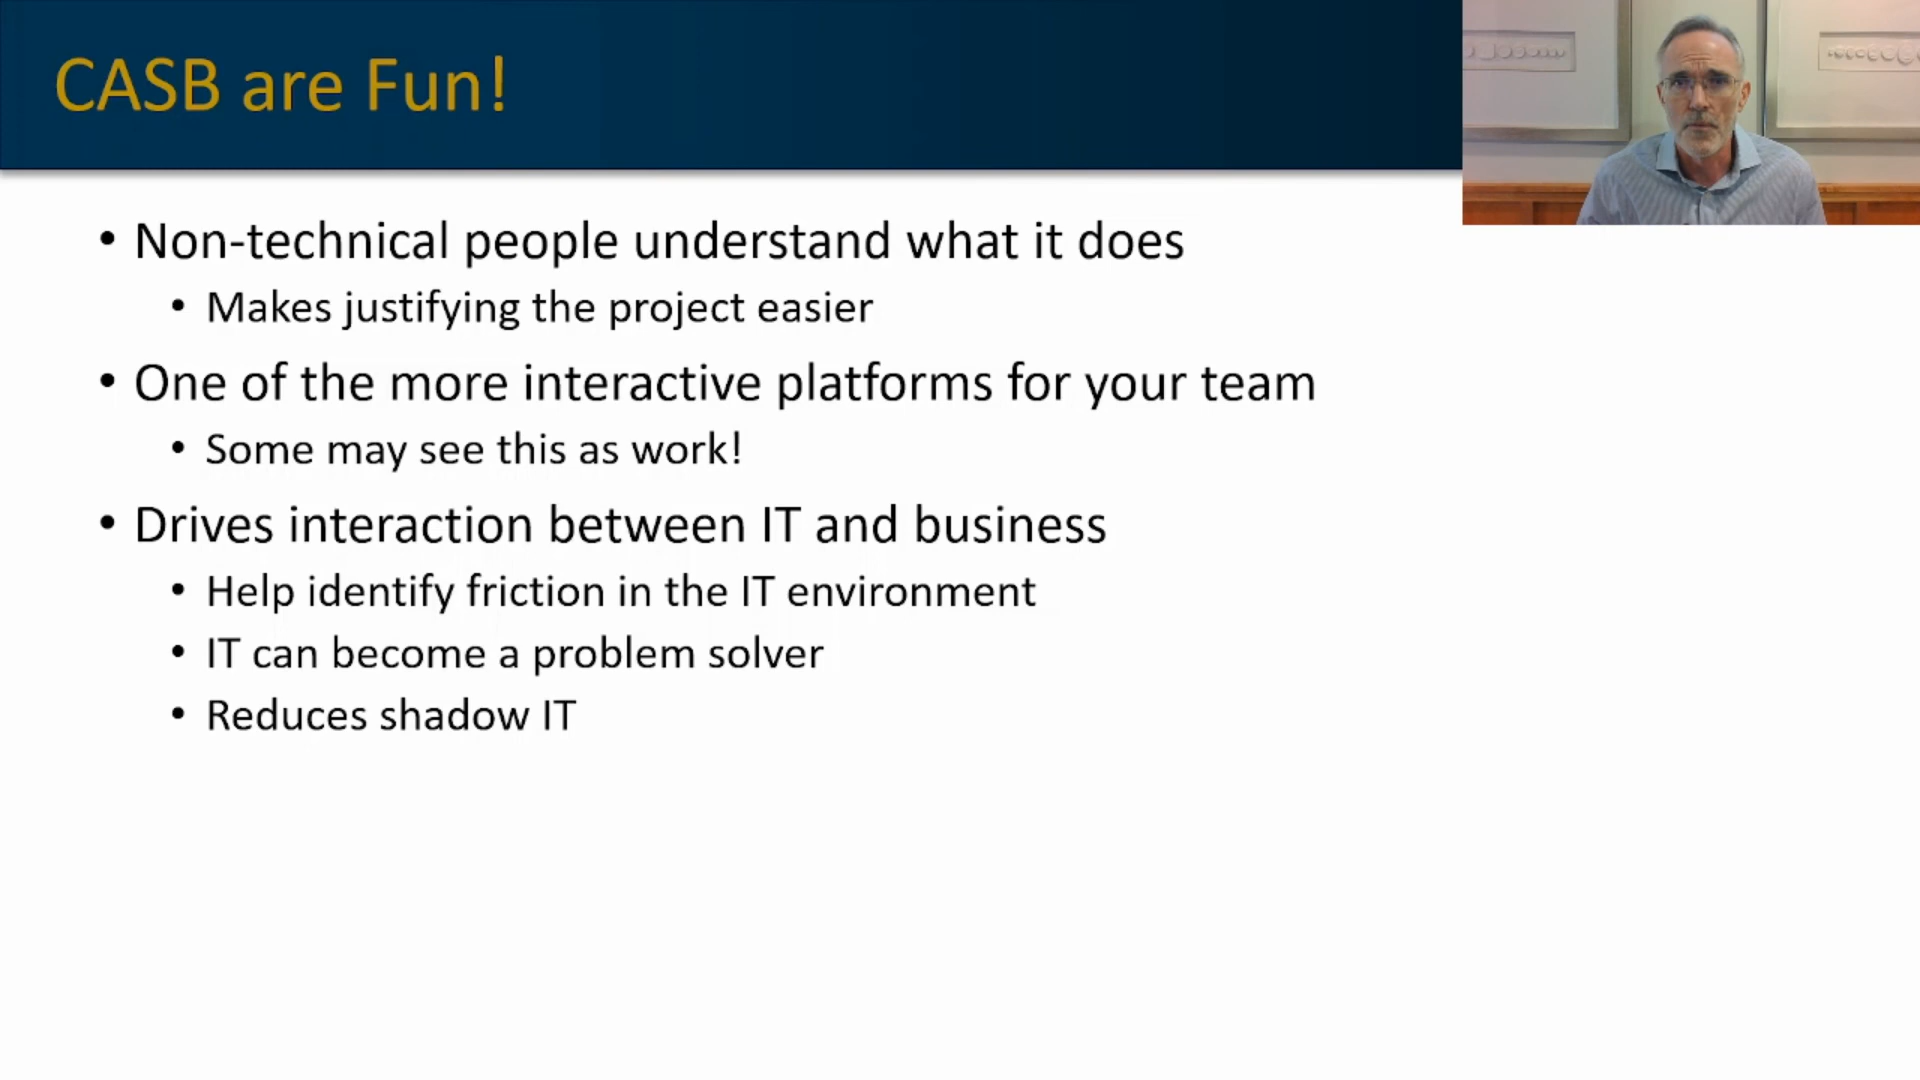 CASB are Fun!
• Non-technical people understand what it does
• Makes justifying the project easier
• One of the more interactive platforms for your team
• Some may see this as work!
• Drives interaction between IT and business
• Help identify friction in the IT environment
• IT can become a problem solver
• Reduces shadow IT